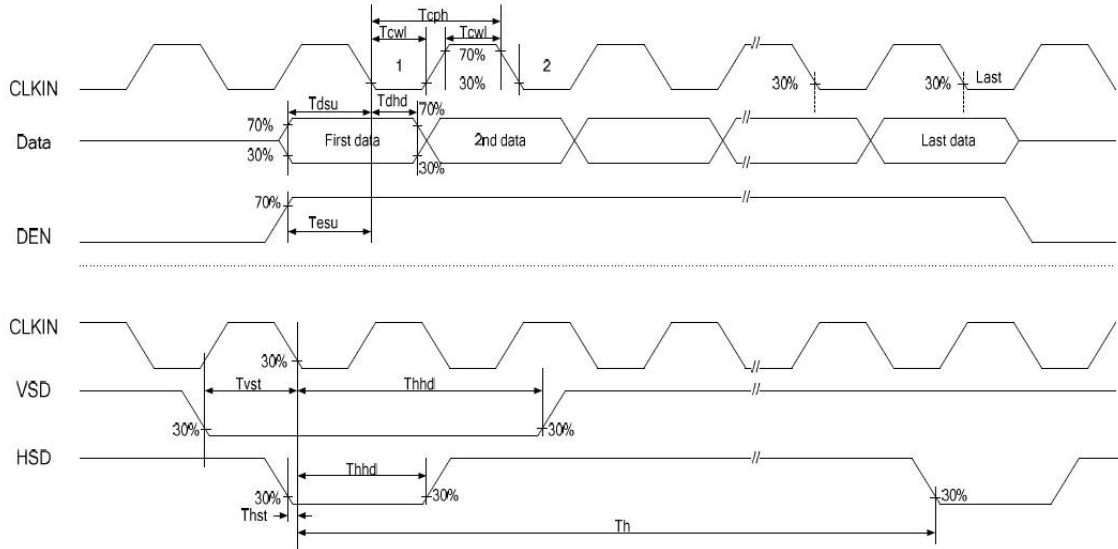 Tcph
Tcwl Tcwl
1 70% 2
CLKIN 30% 30% 30% Last
Tdsu Tdhd
70% 70%
Data First data 2nd data Last data
30% 30%
70%
Tesu
DEN
CLKIN
30%
VSD Tvst Thhd
30% 30%
HSD
Thhd
30% 30% 30%
Thst
Th